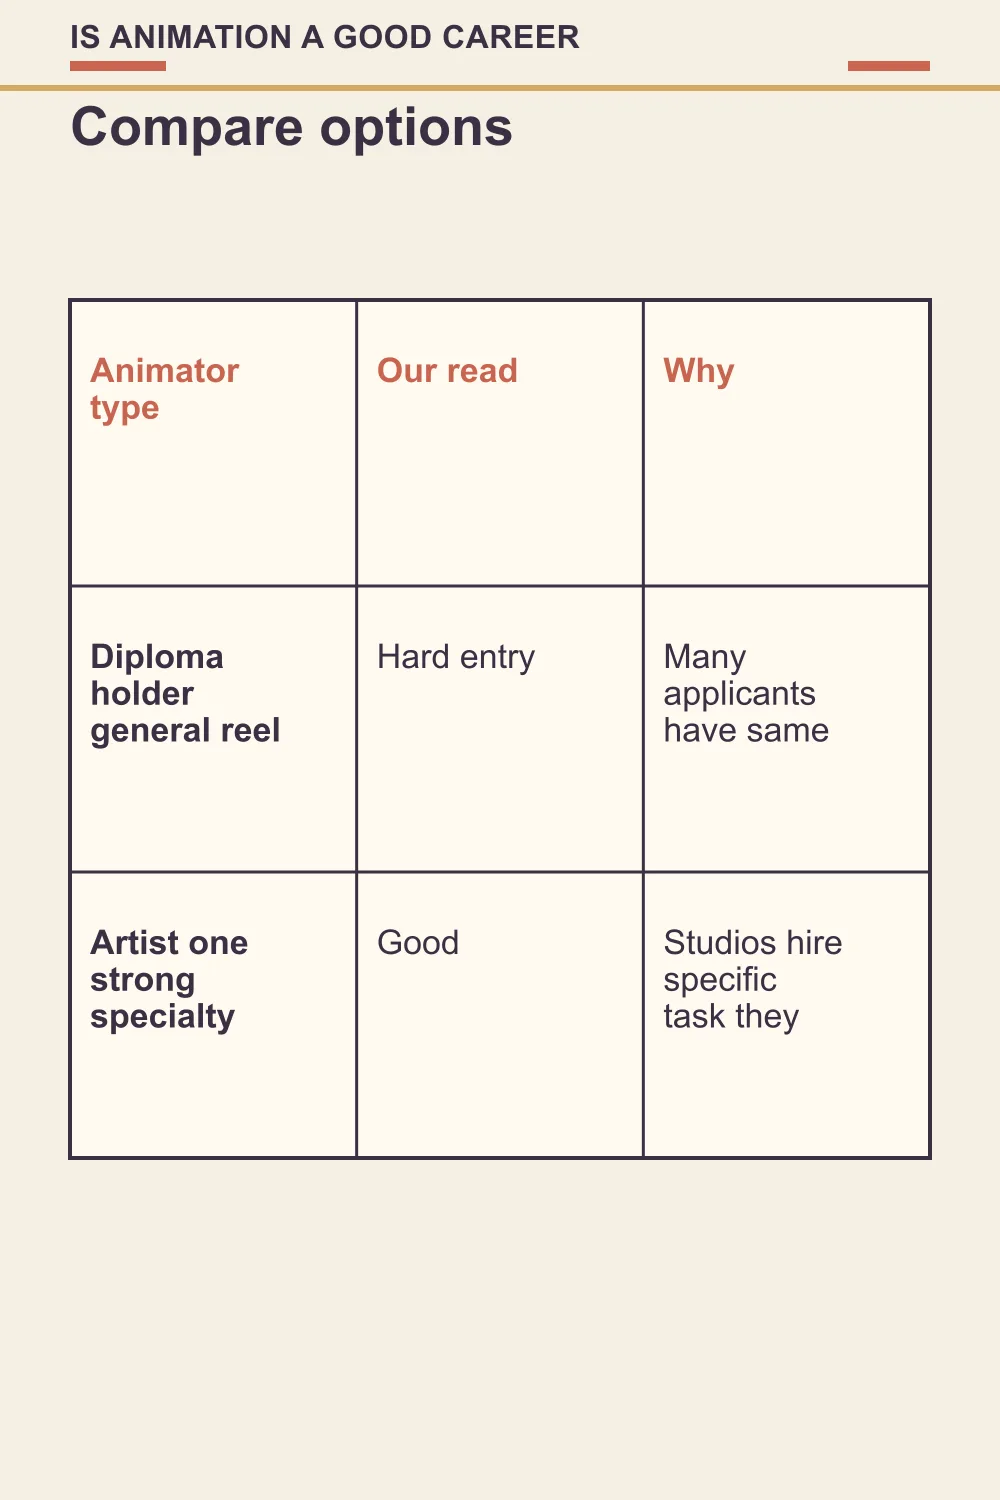 IS ANIMATION A GOOD CAREER
Compare options
Animator
type
Our read
Why
Diploma
holder
general reel
Hard entry
Many
applicants
have same
Artist one
strong
specialty
Good
Studios hire
specific
task they